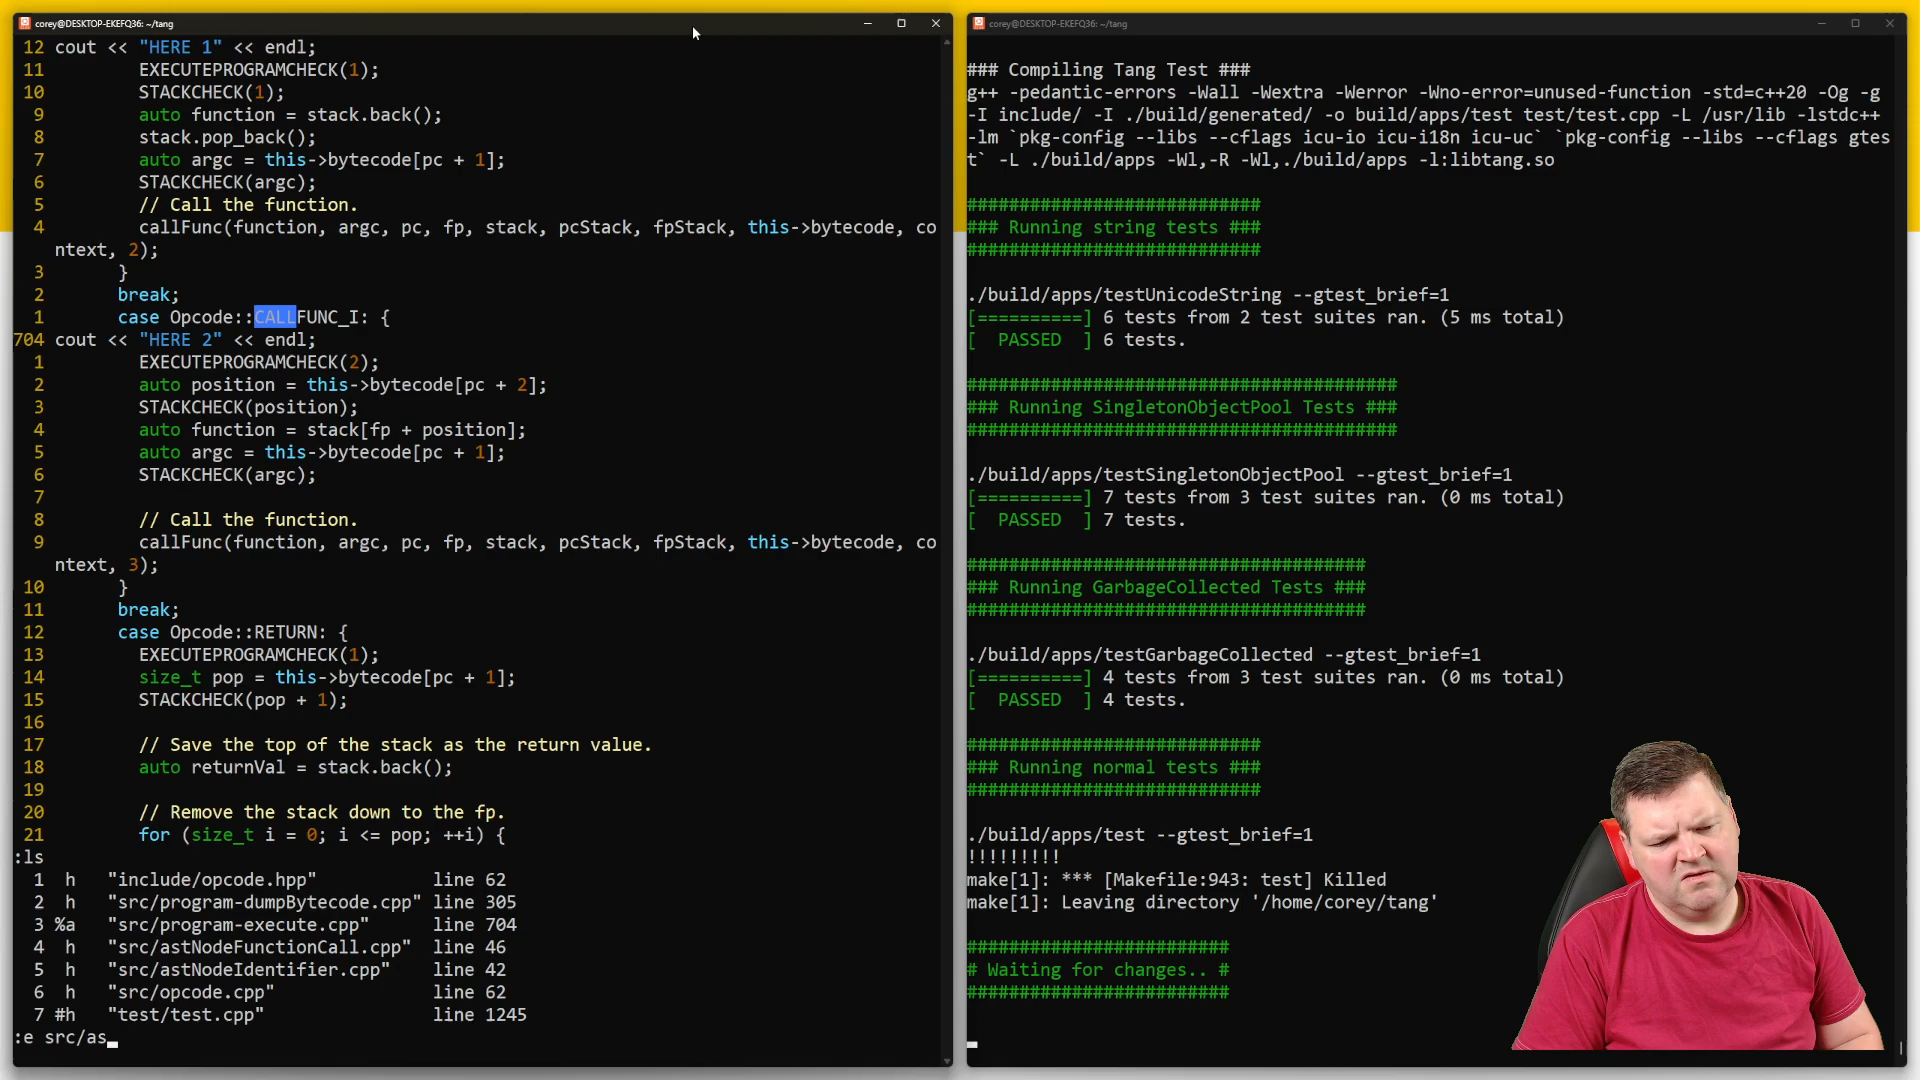 corey@DESKTOP-EKEFQ36: ~/tang
12 cout << "HERE 1" << endl;
11         EXECUTEPROGRAMCHECK(1);
10         STACKCHECK(1);
9         auto function = stack.back();
8         stack.pop_back();
7         auto argc = this->bytecode[pc + 1];
6         STACKCHECK(argc);
5         // Call the function.
4         callFunc(function, argc, pc, fp, stack, pcStack, fpStack, this->bytecode, co
ntext, 2);
3       }
2       break;
1       case Opcode::CALLFUNC_I: {
704 cout << "HERE 2" << endl;
1         EXECUTEPROGRAMCHECK(2);
2         auto position = this->bytecode[pc + 2];
3         STACKCHECK(position);
4         auto function = stack[fp + position];
5         auto argc = this->bytecode[pc + 1];
6         STACKCHECK(argc);
7
8         // Call the function.
9         callFunc(function, argc, pc, fp, stack, pcStack, fpStack, this->bytecode, co
ntext, 3);
10       }
11       break;
12       case Opcode::RETURN: {
13         EXECUTEPROGRAMCHECK(1);
14         size_t pop = this->bytecode[pc + 1];
15         STACKCHECK(pop + 1);
16
17         // Save the top of the stack as the return value.
18         auto returnVal = stack.back();
19
20         // Remove the stack down to the fp.
21         for (size_t i = 0; i <= pop; ++i) {
:ls
1  h   "include/opcode.hpp"           line 62
2  h   "src/program-dumpBytecode.cpp" line 305
3 %a   "src/program-execute.cpp"      line 704
4  h   "src/astNodeFunctionCall.cpp"  line 46
5  h   "src/astNodeIdentifier.cpp"    line 42
6  h   "src/opcode.cpp"               line 62
7 #h   "test/test.cpp"                line 1245
:e src/as
corey@DESKTOP-EKEFQ36: ~/tang
### Compiling Tang Test ###
g++ -pedantic-errors -Wall -Wextra -Werror -Wno-error=unused-function -std=c++20 -Og -g
-I include/ -I ./build/generated/ -o build/apps/test test/test.cpp -L /usr/lib -lstdc++
-lm `pkg-config --libs --cflags icu-io icu-i18n icu-uc` `pkg-config --libs --cflags gtes
t` -L ./build/apps -Wl,-R -Wl,./build/apps -l:libtang.so
############################
### Running string tests ###
############################
./build/apps/testUnicodeString --gtest_brief=1
[==========] 6 tests from 2 test suites ran. (5 ms total)
[  PASSED  ] 6 tests.
#########################################
### Running SingletonObjectPool Tests ###
#########################################
./build/apps/testSingletonObjectPool --gtest_brief=1
[==========] 7 tests from 3 test suites ran. (0 ms total)
[  PASSED  ] 7 tests.
######################################
### Running GarbageCollected Tests ###
######################################
./build/apps/testGarbageCollected --gtest_brief=1
[==========] 4 tests from 3 test suites ran. (0 ms total)
[  PASSED  ] 4 tests.
############################
### Running normal tests ###
############################
./build/apps/test --gtest_brief=1
!!!!!!!!!
make[1]: *** [Makefile:943: test] Killed
make[1]: Leaving directory '/home/corey/tang'
#########################
# Waiting for changes.. #
#########################